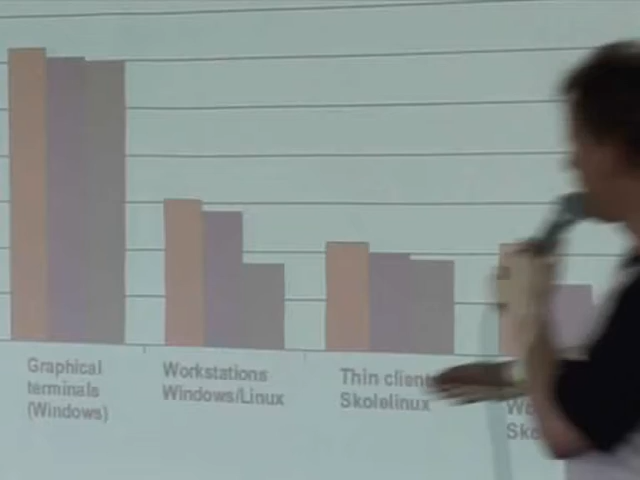 Graphical
terminals
(Windows)
Workstations
Windows/Linux
Thin client
Skolelinux